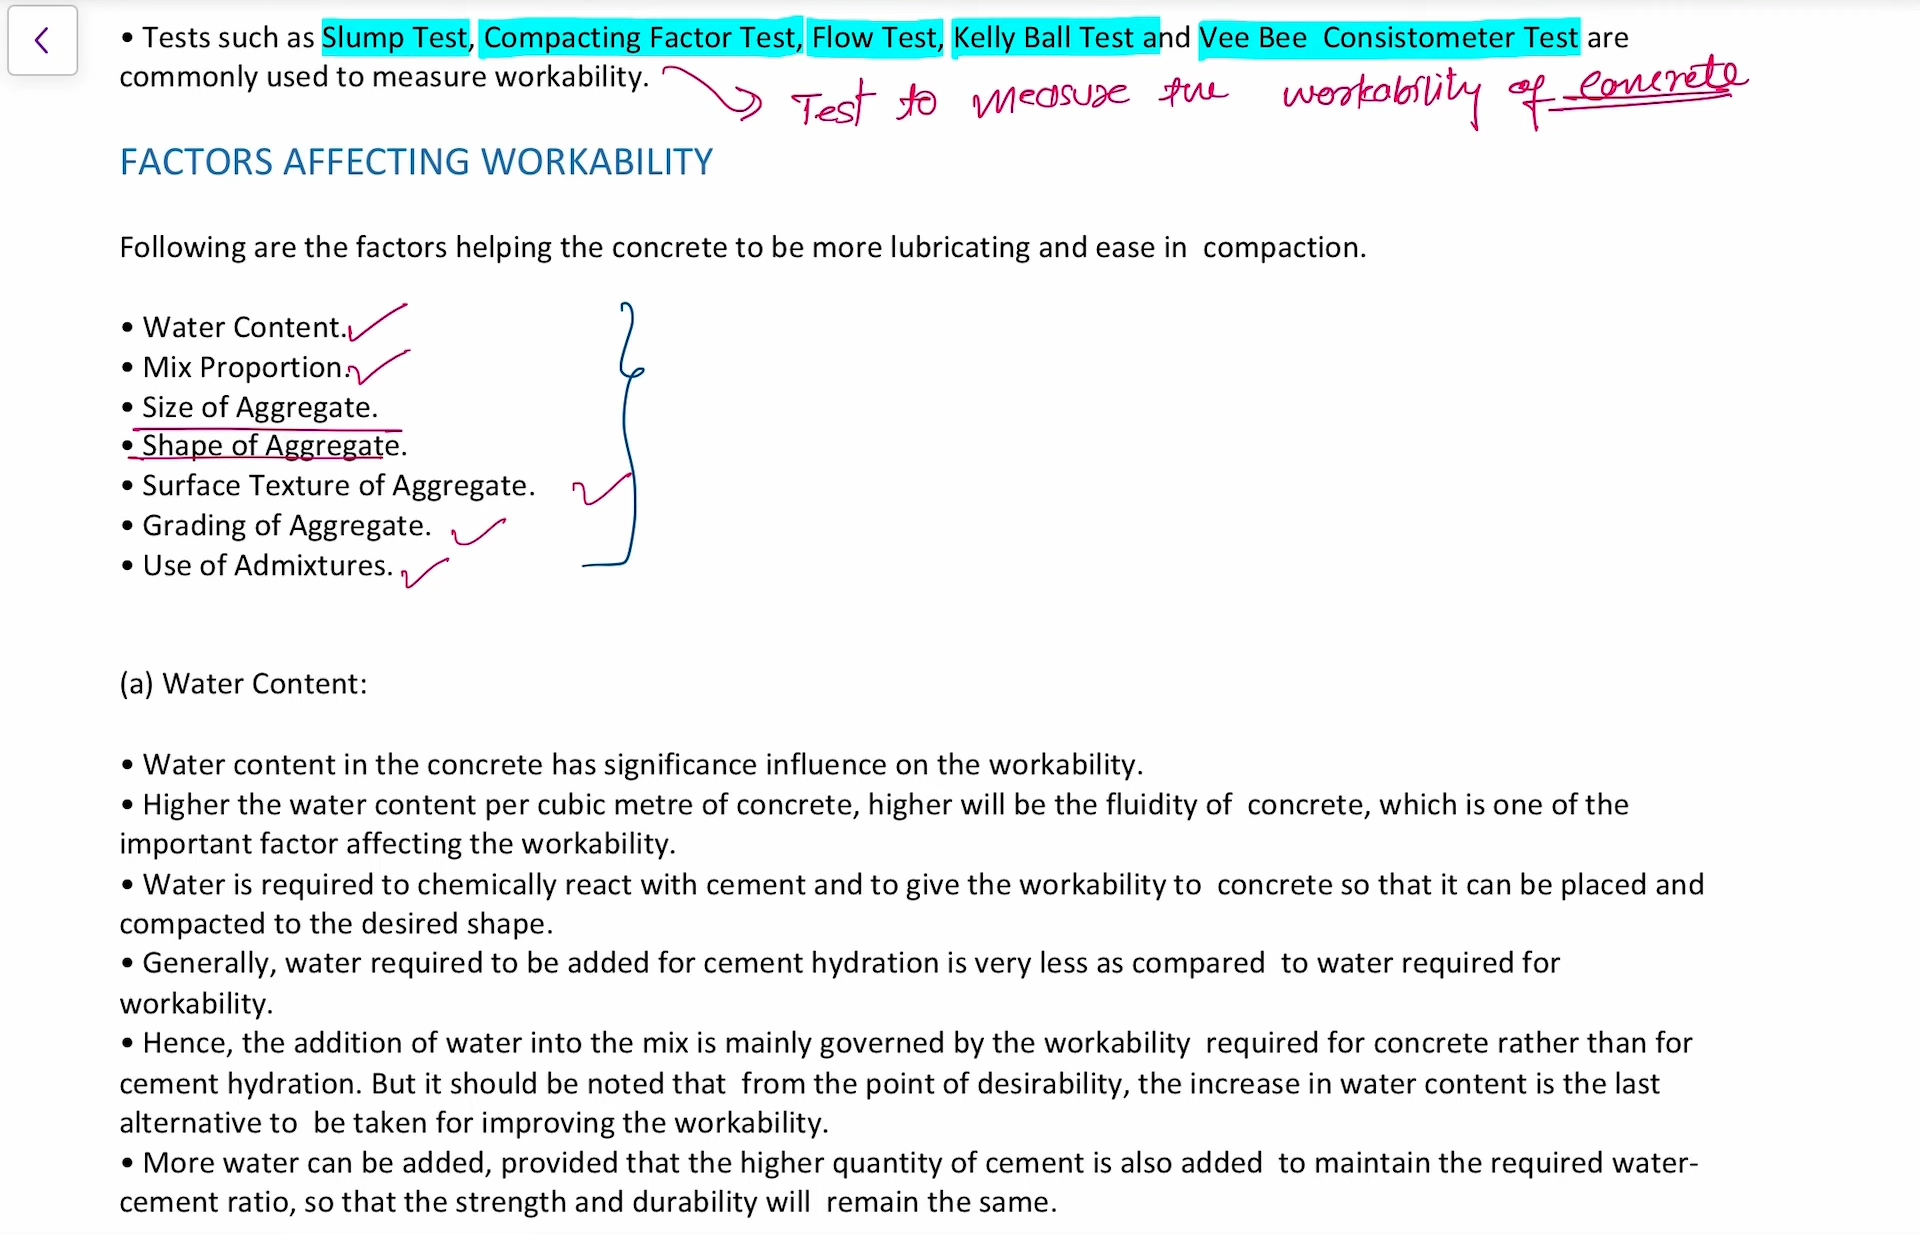 • Tests such as Slump Test, Compacting Factor Test, Flow Test, Kelly Ball Test and Vee Bee Consistometer Test are
commonly used to measure workability.
Test to measure the workability of concrete
FACTORS AFFECTING WORKABILITY
Following are the factors helping the concrete to be more lubricating and ease in compaction.
• Water Content.
• Mix Proportion.
• Size of Aggregate.
• Shape of Aggregate.
• Surface Texture of Aggregate.
• Grading of Aggregate.
• Use of Admixtures.
(a) Water Content:
• Water content in the concrete has significance influence on the workability.
• Higher the water content per cubic metre of concrete, higher will be the fluidity of concrete, which is one of the
important factor affecting the workability.
• Water is required to chemically react with cement and to give the workability to concrete so that it can be placed and
compacted to the desired shape.
• Generally, water required to be added for cement hydration is very less as compared to water required for
workability.
• Hence, the addition of water into the mix is mainly governed by the workability required for concrete rather than for
cement hydration. But it should be noted that from the point of desirability, the increase in water content is the last
alternative to be taken for improving the workability.
• More water can be added, provided that the higher quantity of cement is also added to maintain the required water-
cement ratio, so that the strength and durability will remain the same.